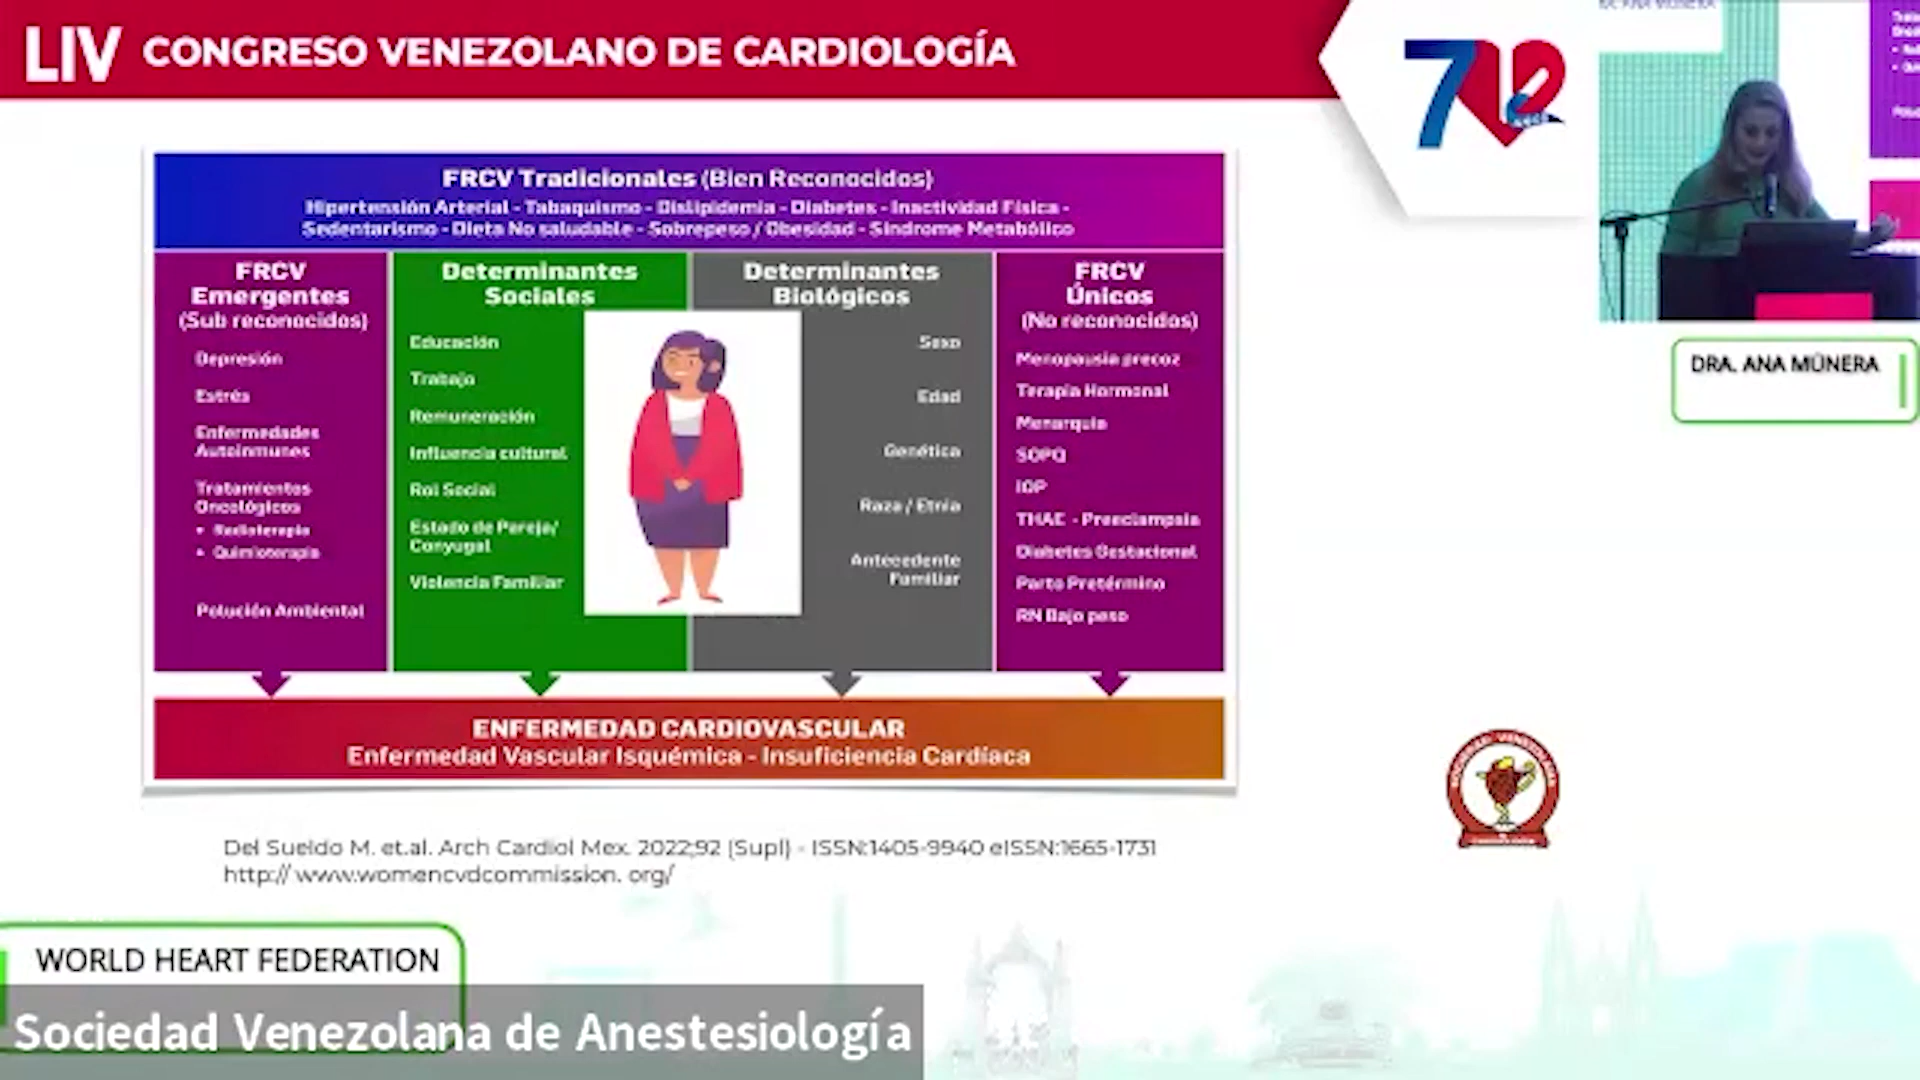 LIV CONGRESO VENEZOLANO DE CARDIOLOGÍA
FRCV Tradicionales (Bien Reconocidos)
Hipertensión Arterial - Tabaquismo - Dislipidemia - Diabetes - Inactividad Física -
Sedentarismo - Dieta No saludable - Sobrepeso / Obesidad - Síndrome Metabólico
FRCV
Emergentes
(Sub reconocidos)
Depresión
Estrés
Enfermedades
Autoinmunes
Tratamientos
Oncológicos
• Radioterapia
• Quimioterapia
Polución Ambiental
Determinantes
Sociales
Educación
Trabajo
Remuneración
Influencia cultural
Rol Social
Estado de Pareja/
Conyugal
Violencia Familiar
Determinantes
Biológicos
Sexo
Edad
Genética
Raza / Etnia
Antecedente
Familiar
FRCV
Únicos
(No reconocidos)
Menopausia precoz
Terapia Hormonal
Menarquia
SOPQ
IOP
THAE - Preeclampsia
Diabetes Gestacional
Parto Pretérmino
RN Bajo peso
ENFERMEDAD CARDIOVASCULAR
Enfermedad Vascular Isquémica - Insuficiencia Cardíaca
Del Sueldo M. et.al. Arch Cardiol Mex. 2022;92 (Supl) - ISSN:1405-9940 eISSN:1665-1731
http:// www.womencvdcommission. org/
DRA. ANA MÚNERA
WORLD HEART FEDERATION
Sociedad Venezolana de Anestesiología